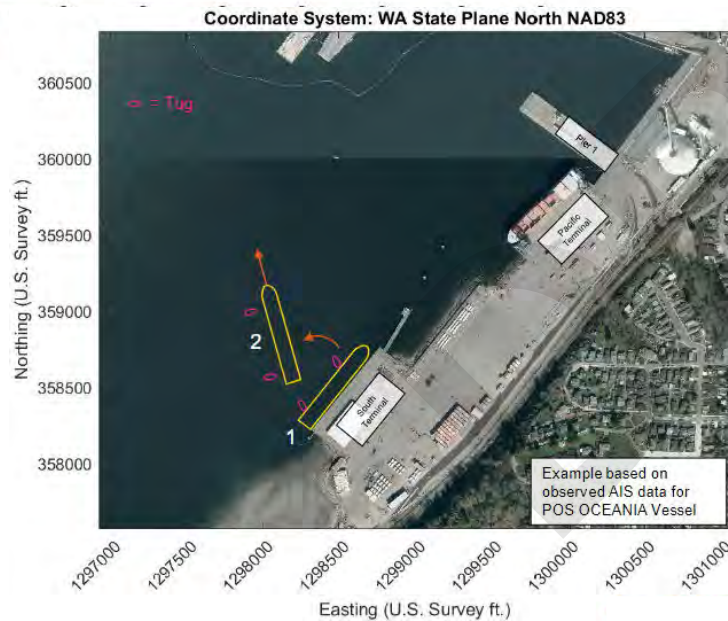 Coordinate System: WA State Plane North NAD83
360500
360000
359500
359000
358500
358000
Northing (U.S. Survey ft.)
= Tug
Pier 1
Pacific
Terminal
2
1
South
Terminal
Example based on
observed AIS data for
POS OCEANIA Vessel
1297000
1297500
1298000
1298500
1299000
1299500
1300000
1300500
1301000
Easting (U.S. Survey ft.)